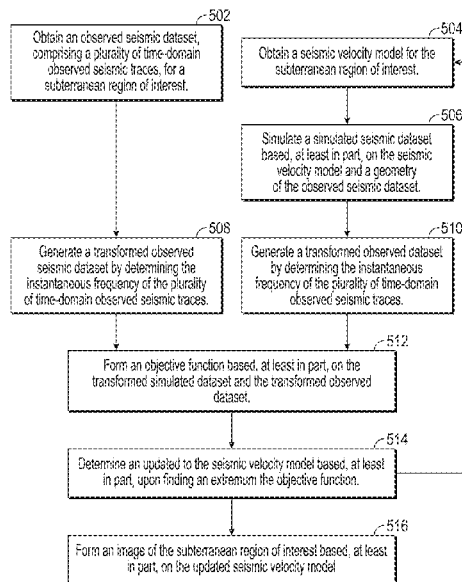 502
Obtain an observed seismic dataset,
comprising a plurality of time-domain
observed seismic traces, for a
subterranean region of interest.
504
Obtain a seismic velocity model for the
subterranean region of interest.
506
Simulate a simulated seismic dataset
based, at least in part, on the seismic
velocity model and a geometry
of the observed seismic dataset.
508
Generate a transformed observed
seismic dataset by determining the
instantaneous frequency of the plurality
of time-domain observed seismic traces.
510
Generate a transformed observed dataset
by determining the instantaneous
frequency of the plurality of time-domain
observed seismic traces.
512
Form an objective function based, at least in part, on the
transformed simulated dataset and the transformed observed
dataset.
514
Determine an updated to the seismic velocity model based, at least
in part, upon finding an extremum the objective function.
516
Form an image of the subterranean region of interest based, at least
in part, on the updated seismic velocity model